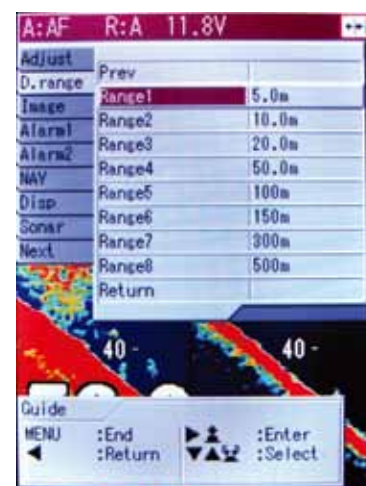 A:AF R:A 11.8V
Adjust
D.range
Image
Alarm1
Alarm2
NAV
Disp
Sonar
Next
Prev
Range1 5.0m
Range2 10.0m
Range3 20.0m
Range4 50.0m
Range5 100m
Range6 150m
Range7 300m
Range8 500m
Return
40 - 40 -
Guide
MENU :End ▶ :Enter
◀ :Return ▼▲ :Select